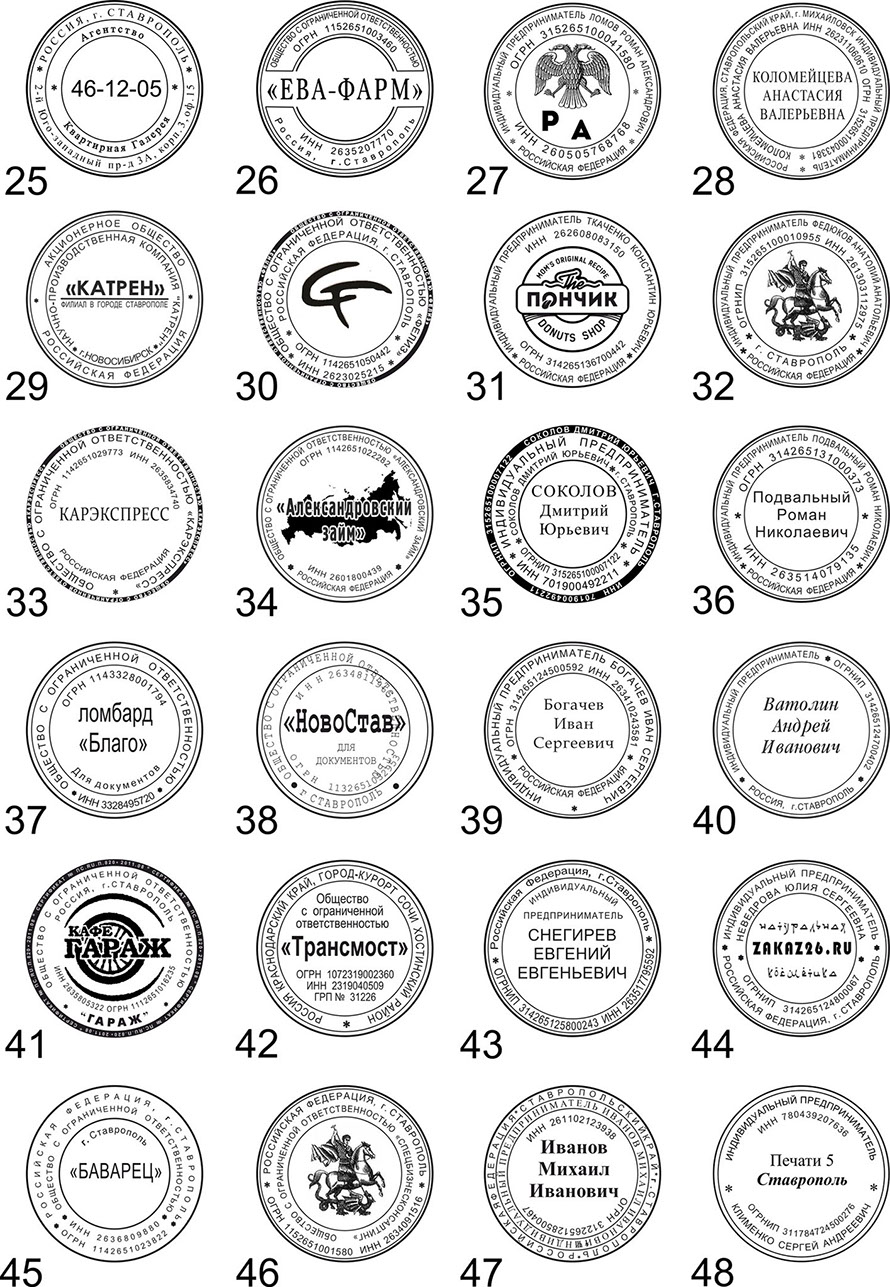 РОССИЯ, г. СТАВРОПОЛЬ
Агентство
46-12-05
Квартирная Галерея
2-й Юго-западный пр-д 3А, корп.3, оф.15
25
ОБЩЕСТВО С ОГРАНИЧЕННОЙ ОТВЕТСТВЕННОСТЬЮ
ОГРН 1152651003460
«ЕВА-ФАРМ»
ИНН 2635207770
Россия, г.Ставрополь
26
ИНДИВИДУАЛЬНЫЙ ПРЕДПРИНИМАТЕЛЬ ЛОМОВ РОМАН АЛЕКСАНДРОВИЧ
ОГРН 315265100041580
РА
ИНН 260505768768
РОССИЙСКАЯ ФЕДЕРАЦИЯ
27
РОССИЙСКАЯ ФЕДЕРАЦИЯ, СТАВРОПОЛЬСКИЙ КРАЙ, г. МИХАЙЛОВСК ИНДИВИДУАЛЬНЫЙ ПРЕДПРИНИМАТЕЛЬ
КОЛОМЕЙЦЕВА АНАСТАСИЯ ВАЛЕРЬЕВНА ИНН 262311060610 ОГРН 315265100043381
КОЛОМЕЙЦЕВА
АНАСТАСИЯ
ВАЛЕРЬЕВНА
28
АКЦИОНЕРНОЕ ОБЩЕСТВО
НАУЧНО-ПРОИЗВОДСТВЕННАЯ КОМПАНИЯ «КАТРЕН»
«КАТРЕН»
ФИЛИАЛ В ГОРОДЕ СТАВРОПОЛЕ
г.НОВОСИБИРСК
РОССИЙСКАЯ ФЕДЕРАЦИЯ
29
ОБЩЕСТВО С ОГРАНИЧЕННОЙ ОТВЕТСТВЕННОСТЬЮ «ФЕЛИЗ»
РОССИЙСКАЯ ФЕДЕРАЦИЯ, г. СТАВРОПОЛЬ
ОГРН 1142651050442
ИНН 2623025215
30
ИНДИВИДУАЛЬНЫЙ ПРЕДПРИНИМАТЕЛЬ ТКАЧЕНКО КОНСТАНТИН ЮРЬЕВИЧ
ИНН 262608083150
MOM'S ORIGINAL RECIPE
The
ПОНЧИК
DONUTS SHOP
ОГРН 314265136700442
РОССИЙСКАЯ ФЕДЕРАЦИЯ
31
ИНДИВИДУАЛЬНЫЙ ПРЕДПРИНИМАТЕЛЬ ФЕДЮКОВ АНАТОЛИЙ АНАТОЛЬЕВИЧ
ОГРНИП 315265100010955 ИНН 261303112975
г. СТАВРОПОЛЬ
РОССИЙСКАЯ ФЕДЕРАЦИЯ
32
ОБЩЕСТВО С ОГРАНИЧЕННОЙ ОТВЕТСТВЕННОСТЬЮ «КАРЭКСПРЕСС»
ОГРН 1142651029773 ИНН 2635834740
КАРЭКСПРЕСС
РОССИЙСКАЯ ФЕДЕРАЦИЯ
33
ОБЩЕСТВО С ОГРАНИЧЕННОЙ ОТВЕТСТВЕННОСТЬЮ «АЛЕКСАНДРОВСКИЙ ЗАЙМ»
ОГРН 1142651022282
«Александровский
займ»
ИНН 2601800439
РОССИЙСКАЯ ФЕДЕРАЦИЯ
34
ОГРНИП 315265100007122 СОКОЛОВ ДМИТРИЙ ЮРЬЕВИЧ Г.СТАВРОПОЛЬ
ИНН 701900492211
ИНДИВИДУАЛЬНЫЙ ПРЕДПРИНИМАТЕЛЬ
СОКОЛОВ ДМИТРИЙ ЮРЬЕВИЧ г.СТАВРОПОЛЬ
СОКОЛОВ
Дмитрий
Юрьевич
ОГРНИП 315265100007122
ИНН 701900492211
35
ИНДИВИДУАЛЬНЫЙ ПРЕДПРИНИМАТЕЛЬ ПОДВАЛЬНЫЙ РОМАН НИКОЛАЕВИЧ
ОГРН 314265131000373
Подвальный
Роман
Николаевич
ИНН 263514079135
РОССИЙСКАЯ ФЕДЕРАЦИЯ
36
ОБЩЕСТВО С ОГРАНИЧЕННОЙ ОТВЕТСТВЕННОСТЬЮ
ОГРН 1143328001794
ломбард
«Благо»
Для документов
ИНН 3328495720
37
ОБЩЕСТВО С ОГРАНИЧЕННОЙ ОТВЕТСТВЕННОСТЬЮ
«НовоСтав»
ДЛЯ
ДОКУМЕНТОВ
Г СТАВРОПОЛЬ
38
ИНДИВИДУАЛЬНЫЙ ПРЕДПРИНИМАТЕЛЬ БОГАЧЕВ ИВАН СЕРГЕЕВИЧ
ОГРН 314265124500592 ИНН 263410243581
Богачев
Иван
Сергеевич
РОССИЙСКАЯ ФЕДЕРАЦИЯ
39
ИНДИВИДУАЛЬНЫЙ ПРЕДПРИНИМАТЕЛЬ ОГРНИП 314265124700402
Ватолин
Андрей
Иванович
РОССИЯ, г.СТАВРОПОЛЬ
40
ОБЩЕСТВО С ОГРАНИЧЕННОЙ ОТВЕТСТВЕННОСТЬЮ
РОССИЯ, г.СТАВРОПОЛЬ
КАФЕ
ГАРАЖ
ИНН 2635805322 ОГРН 1112651016235
"ГАРАЖ"
41
РОССИЯ КРАСНОДАРСКИЙ КРАЙ, ГОРОД-КУРОРТ СОЧИ ХОСТИНСКИЙ РАЙОН
Общество
с ограниченной
ответственностью
«Трансмост»
ОГРН 1072319002360
ИНН 2319040509
ГРП № 31226
42
Российская Федерация, г.Ставрополь
ИНДИВИДУАЛЬНЫЙ
ПРЕДПРИНИМАТЕЛЬ
СНЕГИРЕВ
ЕВГЕНИЙ
ЕВГЕНЬЕВИЧ
ОГРНИП 314265125800243 ИНН 263517795592
43
ИНДИВИДУАЛЬНЫЙ ПРЕДПРИНИМАТЕЛЬ
НЕВЕДРОВА ЮЛИЯ СЕРГЕЕВНА
натуральная
ZAKAZ26.RU
косметика
ОГРНИП 314265124800067
РОССИЙСКАЯ ФЕДЕРАЦИЯ, г. СТАВРОПОЛЬ
44
РОССИЙСКАЯ ФЕДЕРАЦИЯ, г. СТАВРОПОЛЬ
ОБЩЕСТВО С ОГРАНИЧЕННОЙ ОТВЕТСТВЕННОСТЬЮ
г. Ставрополь
«БАВАРЕЦ»
ИНН 2636809880
ОГРН 1142651023822
45
РОССИЙСКАЯ ФЕДЕРАЦИЯ, г. СТАВРОПОЛЬ
ОБЩЕСТВО С ОГРАНИЧЕННОЙ ОТВЕТСТВЕННОСТЬЮ «СПЕЦБИЗНЕСКОНСАЛТИНГ»
ОГРН 1152651001580 ИНН 2634091516
46
РОССИЙСКАЯ ФЕДЕРАЦИЯ СТАВРОПОЛЬСКИЙ КРАЙ г.СТАВРОПОЛЬ
ИНДИВИДУАЛЬНЫЙ ПРЕДПРИНИМАТЕЛЬ ИВАНОВ МИХАИЛ ИВАНОВИЧ
ИНН 261102123938
Иванов
Михаил
Иванович
ОГРН 312265128500467
47
ИНДИВИДУАЛЬНЫЙ ПРЕДПРИНИМАТЕЛЬ
ИНН 780439207636
Печати 5
Ставрополь
ОГРНИП 311784724500276
КЛИМЕНКО СЕРГЕЙ АНДРЕЕВИЧ
48